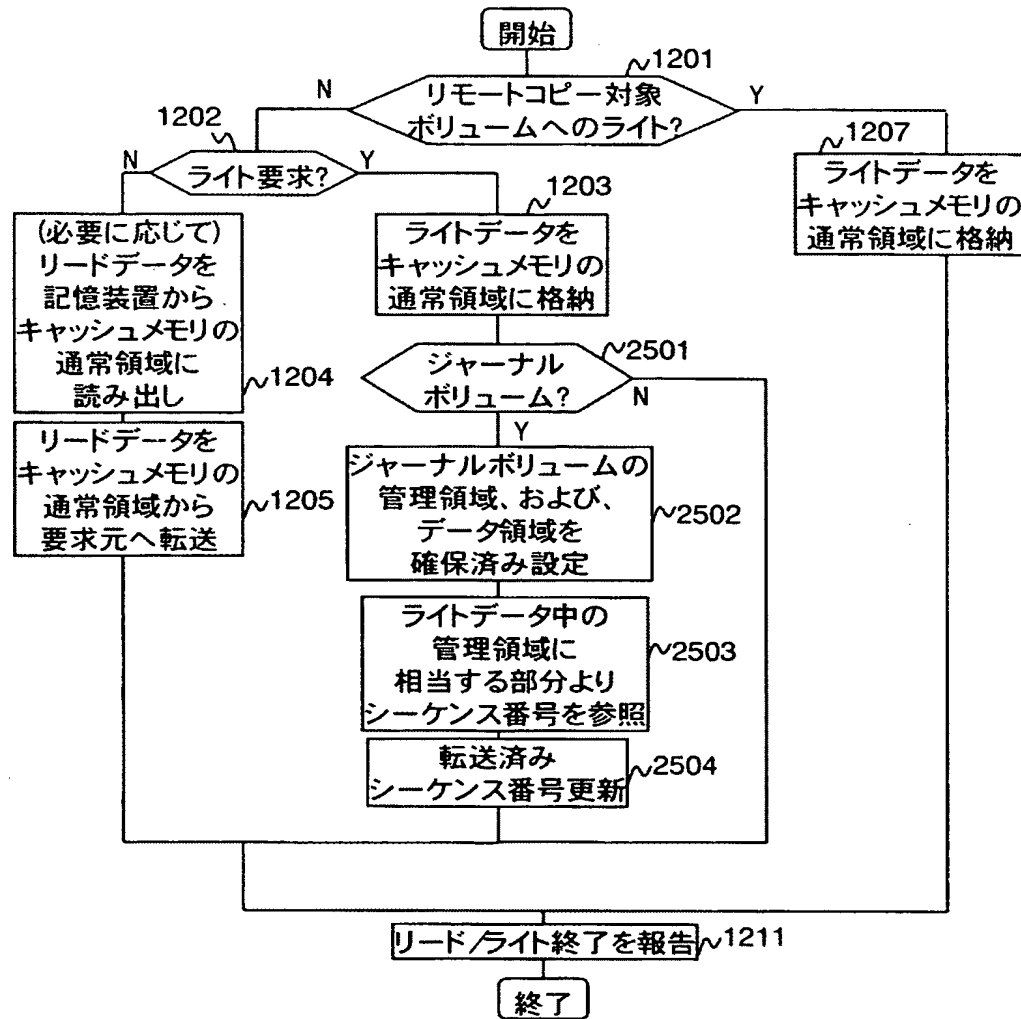 開始
1201
リモートコピー対象
ボリュームへのライト?
N
Y
1202
ライト要求?
N
Y
1207
ライトデータを
キャッシュメモリの
通常領域に格納
1203
ライトデータを
キャッシュメモリの
通常領域に格納
(必要に応じて)
リードデータを
記憶装置から
キャッシュメモリの
通常領域に
読み出し
1204
2501
ジャーナル
ボリューム?
N
Y
リードデータを
キャッシュメモリの
通常領域から
要求元へ転送
1205
ジャーナルボリュームの
管理領域、および、
データ領域を
確保済み設定
2502
ライトデータ中の
管理領域に
相当する部分より
シーケンス番号を参照
2503
転送済み
シーケンス番号更新
2504
リード/ライト終了を報告
1211
終了